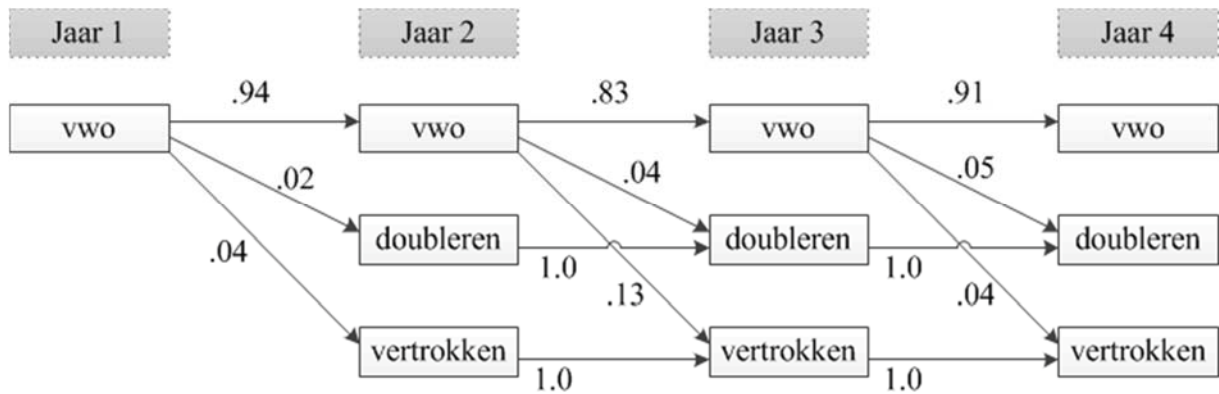 Jaar 1 Jaar 2 Jaar 3 Jaar 4
.94 .83 .91
vwo vwo vwo vwo
.02 .04 .05
.04 doubleren doubleren doubleren
1.0 1.0
.13 .04
vertrokken vertrokken vertrokken
1.0 1.0